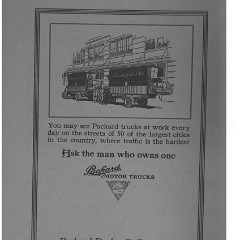 You may see Packard trucks at work every
day on the streets of 50 of the largest cities
in the country, where traffic is the hardest
Ask the man who owns one
Packard
MOTOR TRUCKS